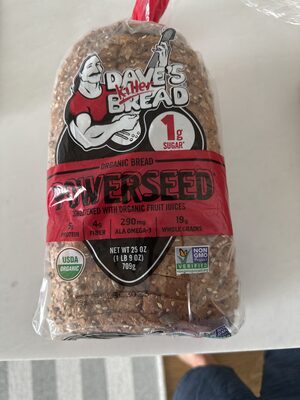 DAVE'S
killer
BREAD
1g
SUGAR*
ORGANIC BREAD
POWERSEED
SWEETENED WITH ORGANIC FRUIT JUICES
PROTEIN
4g
FIBER
290mg
ALA OMEGA-3
19g
WHOLE GRAINS
USDA
ORGANIC
NET WT 25 OZ
(1 LB 9 OZ)
709g
NON
GMO
Project
VERIFIED